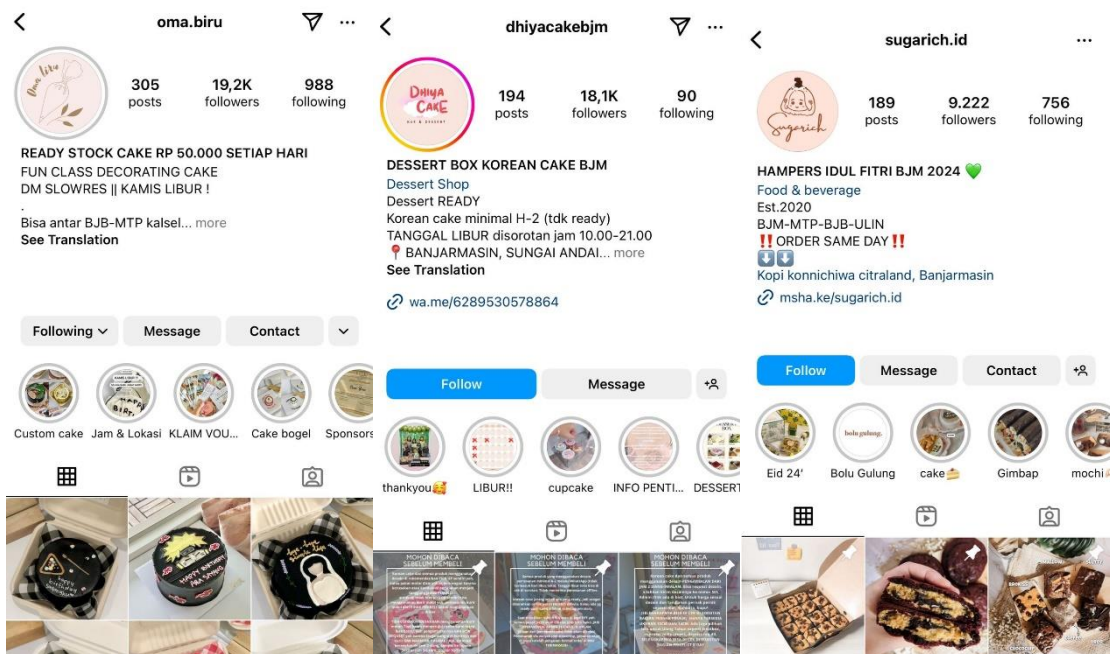 oma.biru
Oma biru
305
posts
19,2K
followers
988
following
READY STOCK CAKE RP 50.000 SETIAP HARI
FUN CLASS DECORATING CAKE
DM SLOWRES || KAMIS LIBUR !
.
Bisa antar BJB-MTP kalsel... more
See Translation
Following
Message
Contact
Custom cake
Jam & Lokasi
KLAIM VOU...
Cake bogel
Sponsors
dhiyacakebjm
DHIYA
CAKE
194
posts
18,1K
followers
90
following
DESSERT BOX KOREAN CAKE BJM
Dessert Shop
Dessert READY
Korean cake minimal H-2 (tdk ready)
TANGGAL LIBUR disorotan jam 10.00-21.00
📍 BANJARMASIN, SUNGAI ANDAI... more
See Translation
wa.me/6289530578864
Follow
Message
thankyou🥰
LIBUR!!
cupcake
INFO PENTI...
DESSERT
MOHON DIBACA
SEBELUM MEMBELI
MOHON DIBACA
SEBELUM MEMBELI
MOHON DIBACA
SEBELUM MEMBELI
sugarich.id
Sugarich
189
posts
9.222
followers
756
following
HAMPERS IDUL FITRI BJM 2024 💚
Food & beverage
Est.2020
BJM-MTP-BJB-ULIN
‼️ORDER SAME DAY‼️
⬇️⬇️
Kopi konnichiwa citraland, Banjarmasin
msha.ke/sugarich.id
Follow
Message
Contact
bolu gulung.
Eid 24'
Bolu Gulung
cake🍰
Gimbap
mochi